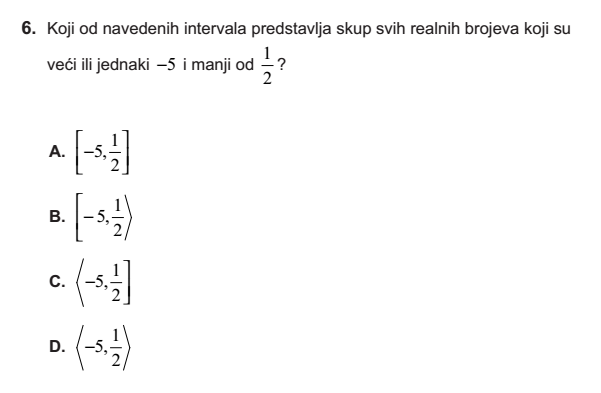 6. Koji od navedenih intervala predstavlja skup svih realnih brojeva koji su
veći ili jednaki −5 i manji od 1/2 ?
A. [−5, 1/2]
B. [−5, 1/2⟩
C. ⟨−5, 1/2]
D. ⟨−5, 1/2⟩